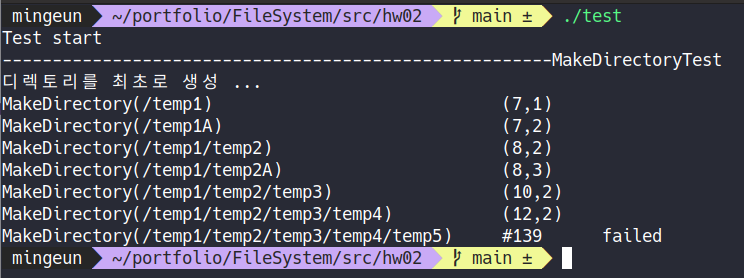 mingeun ~/portfolio/FileSystem/src/hw02 main ± ./test
Test start
-------------------------------------------------------MakeDirectoryTest
디렉토리를 최초로 생성 ...
MakeDirectory(/temp1) (7,1)
MakeDirectory(/temp1A) (7,2)
MakeDirectory(/temp1/temp2) (8,2)
MakeDirectory(/temp1/temp2A) (8,3)
MakeDirectory(/temp1/temp2/temp3) (10,2)
MakeDirectory(/temp1/temp2/temp3/temp4) (12,2)
MakeDirectory(/temp1/temp2/temp3/temp4/temp5) #139 failed
mingeun ~/portfolio/FileSystem/src/hw02 main ±